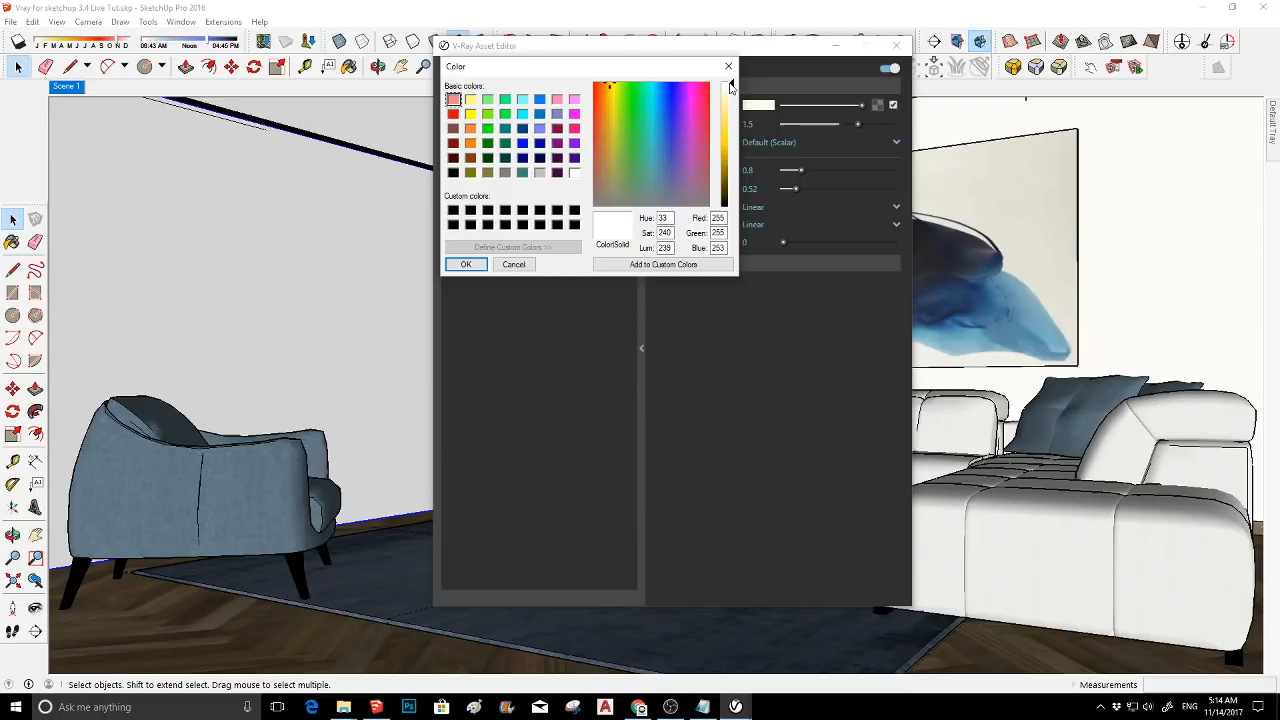 Vray for sketchup 3.4 Live Tut.skp - SketchUp Pro 2016
File Edit View Camera Draw Tools Window Extensions Help
J F M A M J J A S O N D 06:43 AM Noon 04:45 PM
V-Ray Asset Editor
Color
Scene 1
Basic colors:
Custom colors:
Define Custom Colors >>
OK
Cancel
Color|Solid
Hue: 33
Sat: 240
Lum: 239
Red: 255
Green: 255
Blue: 253
Add to Custom Colors
1.5
Default (Scalar)
0.8
0.52
Linear
Linear
0
Default Tray
Select objects. Shift to extend select. Drag mouse to select multiple.
Measurements
Ask me anything
ENG
5:14 AM
11/14/2017